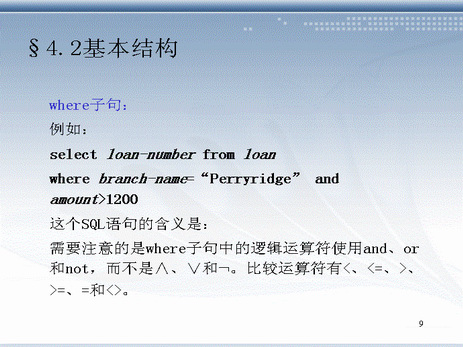 §4.2基本结构
where子句：
例如：
select loan-number from loan
where branch-name=“Perryridge” and
amount>1200
这个SQL语句的含义是：
需要注意的是where子句中的逻辑运算符使用and、or
和not，而不是∧、∨和¬。比较运算符有<、<=、>、
>=、=和<>。
9